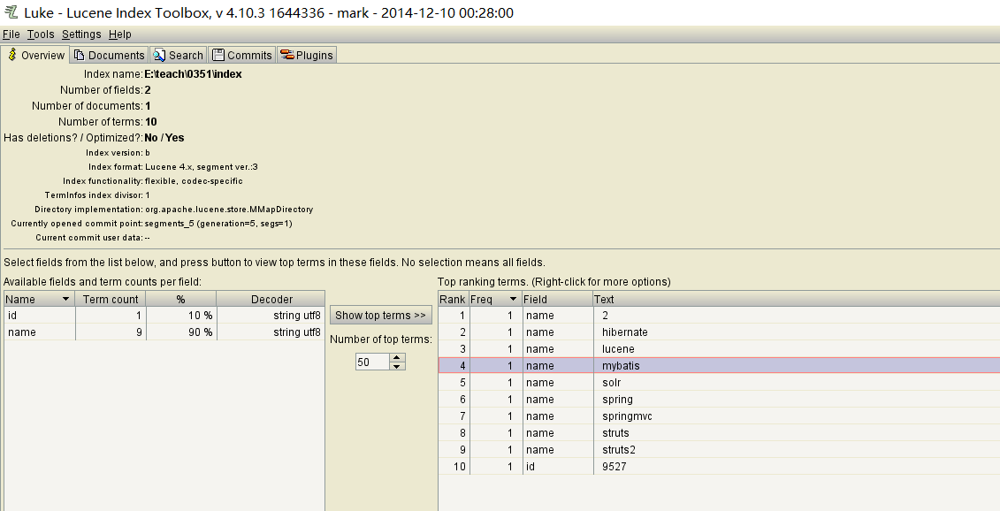 Luke - Lucene Index Toolbox, v 4.10.3 1644336 - mark - 2014-12-10 00:28:00
File Tools Settings Help
Overview Documents Search Commits Plugins
Index name: E:\teach\0351\index
Number of fields: 2
Number of documents: 1
Number of terms: 10
Has deletions? / Optimized?: No / Yes
Index version: b
Index format: Lucene 4.x, segment ver.:3
Index functionality: flexible, codec-specific
TermInfos index divisor: 1
Directory implementation: org.apache.lucene.store.MMapDirectory
Currently opened commit point: segments_5 (generation=5, segs=1)
Current commit user data: --
Select fields from the list below, and press button to view top terms in these fields. No selection means all fields.
Available fields and term counts per field:
Name Term count % Decoder
id 1 10 % string utf8
name 9 90 % string utf8
Show top terms >>
Number of top terms:
50
Top ranking terms. (Right-click for more options)
Rank Freq Field Text
1 1 name 2
2 1 name hibernate
3 1 name lucene
4 1 name mybatis
5 1 name solr
6 1 name spring
7 1 name springmvc
8 1 name struts
9 1 name struts2
10 1 id 9527